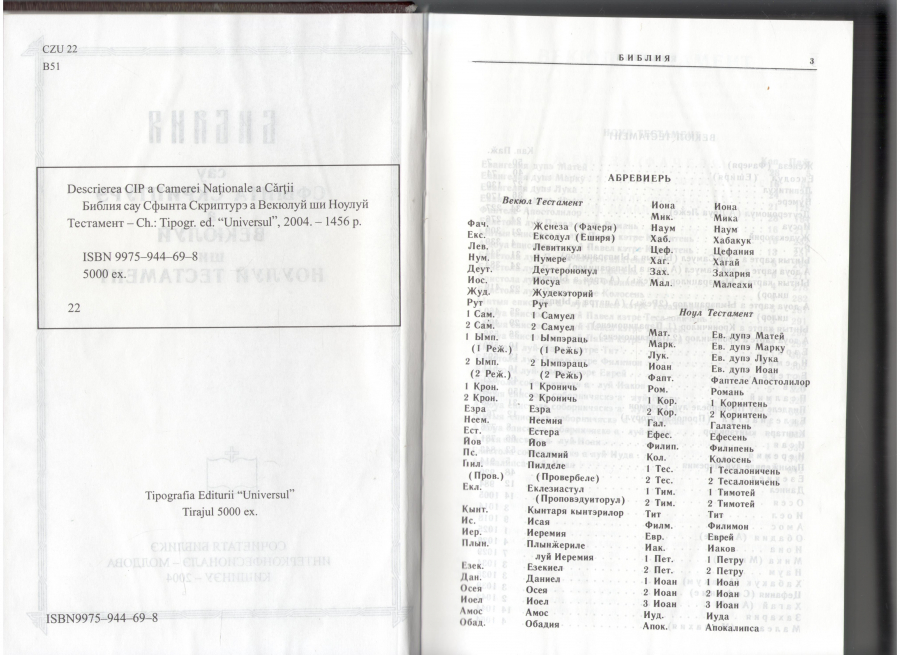 CZU 22
B51
Descrierea CIP a Camerei Naționale a Cărții
Библия сау Сфынта Скриптурэ а Векюлуй ши Ноулуй
Тестамент – Ch.: Tipogr. ed. “Universul”, 2004. – 1456 p.
ISBN 9975–944–69–8
5000 ex.
22
Tipografia Editurii “Universul”
Tirajul 5000 ex.
ISBN9975–944–69–8
БИБЛИЯ 3
АБРЕВИЕРЬ
Векюл Тестамент
Фач. Женеза (Фачеря)
Екс. Ексодул (Еширя)
Лев. Левитикул
Нум. Нумере
Деут. Деутерономул
Иос. Иосуа
Жуд. Жудекэторий
Рут Рут
1 Сам. 1 Самуел
2 Сам. 2 Самуел
1 Ымп. 1 Ымпэраць
(1 Реж.) (1 Режь)
2 Ымп. 2 Ымпэраць
(2 Реж.) (2 Режь)
1 Крон. 1 Кроничь
2 Крон. 2 Кроничь
Езра Езра
Неем. Неемия
Ест. Естера
Йов Йов
Пс. Псалмий
Пил. Пилделе
(Пров.) (Провербеле)
Екл. Еклезиастул
(Проповэдуиторул)
Кынт. Кынтаря кынтэрилор
Ис. Исая
Иер. Иеремия
Плын. Плынӂериле
луй Иеремия
Езек. Езекиел
Дан. Даниел
Осея Осея
Иоел Иоел
Амос Амос
Обад. Обадия
Иона Иона
Мик. Мика
Наум Наум
Хаб. Хабакук
Цеф. Цефания
Хаг. Хагай
Зах. Захария
Мал. Малеахи
Ноул Тестамент
Мат. Ев. дупэ Матей
Марк. Ев. дупэ Марку
Лук. Ев. дупэ Лука
Иоан Ев. дупэ Иоан
Фапт. Фаптеле Апостолилор
Ром. Романь
1 Кор. 1 Коринтень
2 Кор. 2 Коринтень
Гал. Галатень
Ефес. Ефесень
Филип. Филипень
Кол. Колосень
1 Тес. 1 Тесалоничень
2 Тес. 2 Тесалоничень
1 Тим. 1 Тимотей
2 Тим. 2 Тимотей
Тит Тит
Филм. Филимон
Евр. Еврей
Иак. Иаков
1 Пет. 1 Петру
2 Пет. 2 Петру
1 Иоан 1 Иоан
2 Иоан 2 Иоан
3 Иоан 3 Иоан
Иуд. Иуда
Апок. Апокалипса